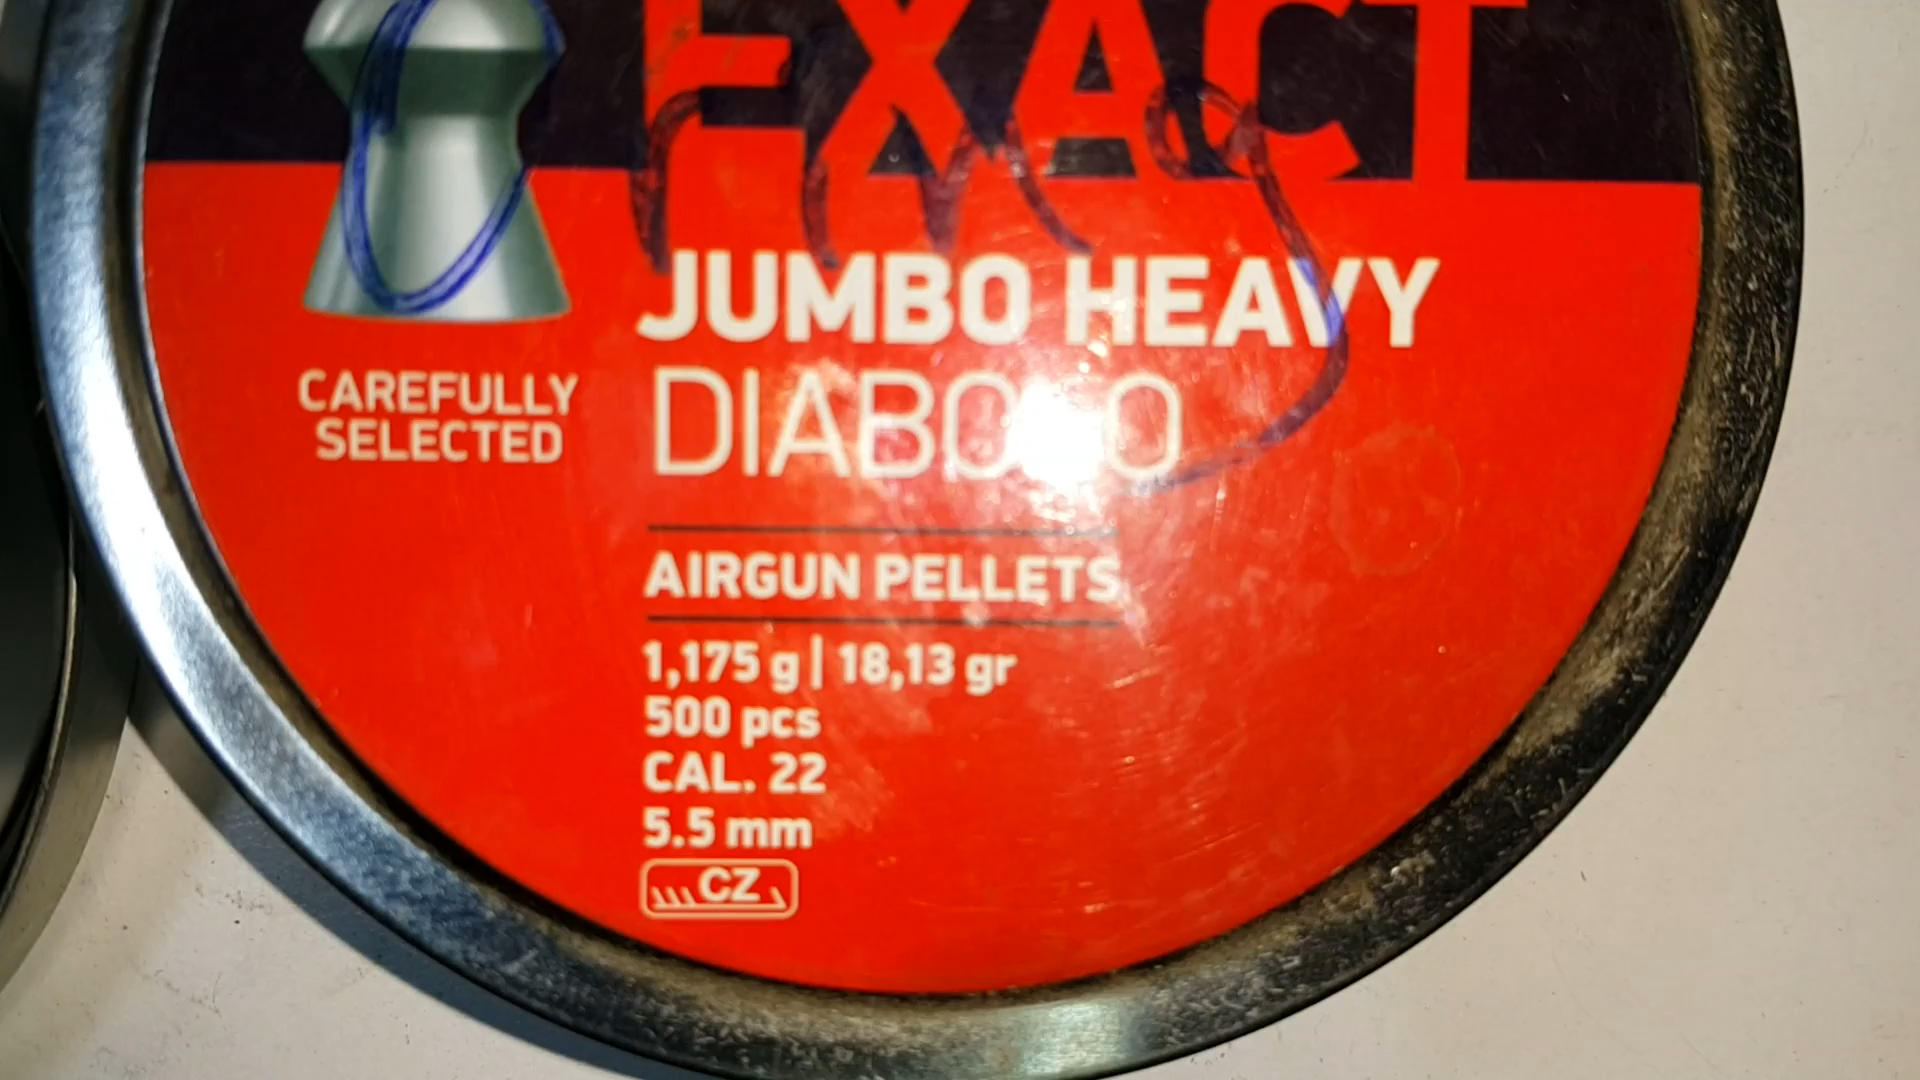 EXACT
JUMBO HEAVY
DIABOLO
CAREFULLY
SELECTED
AIRGUN PELLETS
1,175 g | 18,13 gr
500 pcs
CAL. 22
5.5 mm
CZ